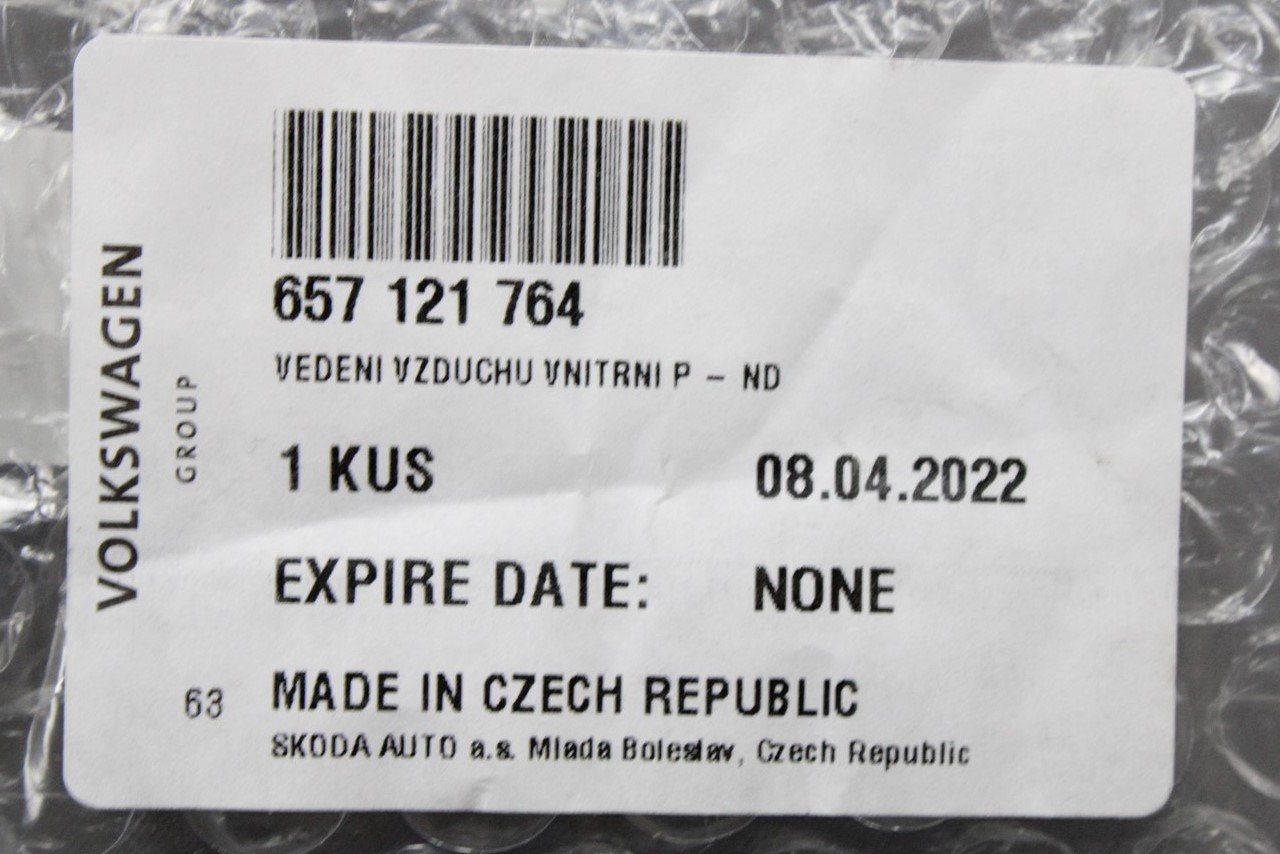 VOLKSWAGEN
GROUP
657 121 764
VEDENI VZDUCHU VNITRNI P - ND
1 KUS 08.04.2022
EXPIRE DATE: NONE
63 MADE IN CZECH REPUBLIC
SKODA AUTO a.s. Mlada Boleslav, Czech Republic